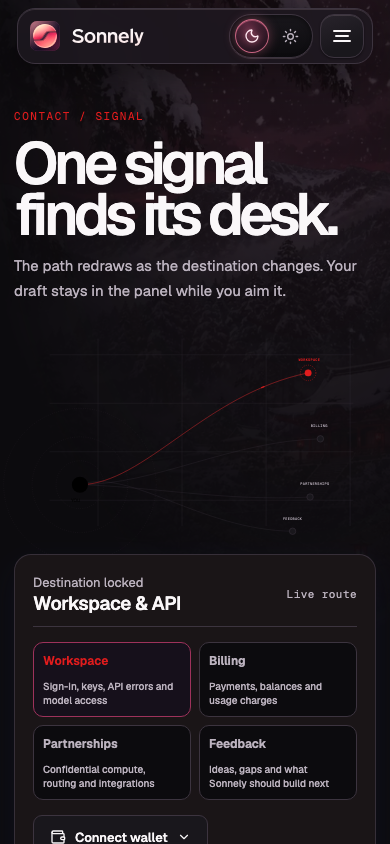 Sonnely
CONTACT / SIGNAL
One signal
finds its desk.
The path redraws as the destination changes. Your
draft stays in the panel while you aim it.
WORKSPACE
BILLING
PARTNERSHIPS
FEEDBACK
Destination locked
Workspace & API
Live route
Workspace
Sign-in, keys, API errors and
model access
Billing
Payments, balances and
usage charges
Partnerships
Confidential compute,
routing and integrations
Feedback
Ideas, gaps and what
Sonnely should build next
Connect wallet